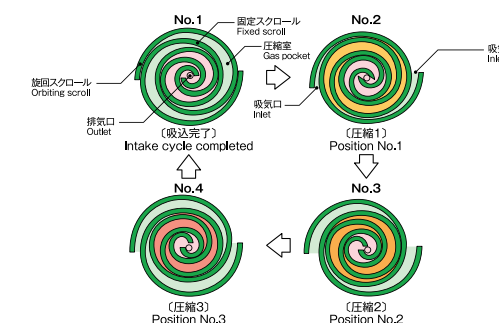 No.1
固定スクロール
Fixed scroll
圧縮室
Gas pocket
旋回スクロール
Orbiting scroll
排気口
Outlet
〔吸込完了〕
Intake cycle completed
No.2
吸気口
Inlet
〔圧縮1〕
Position No.1
No.3
〔圧縮2〕
Position No.2
No.4
〔圧縮3〕
Position No.3